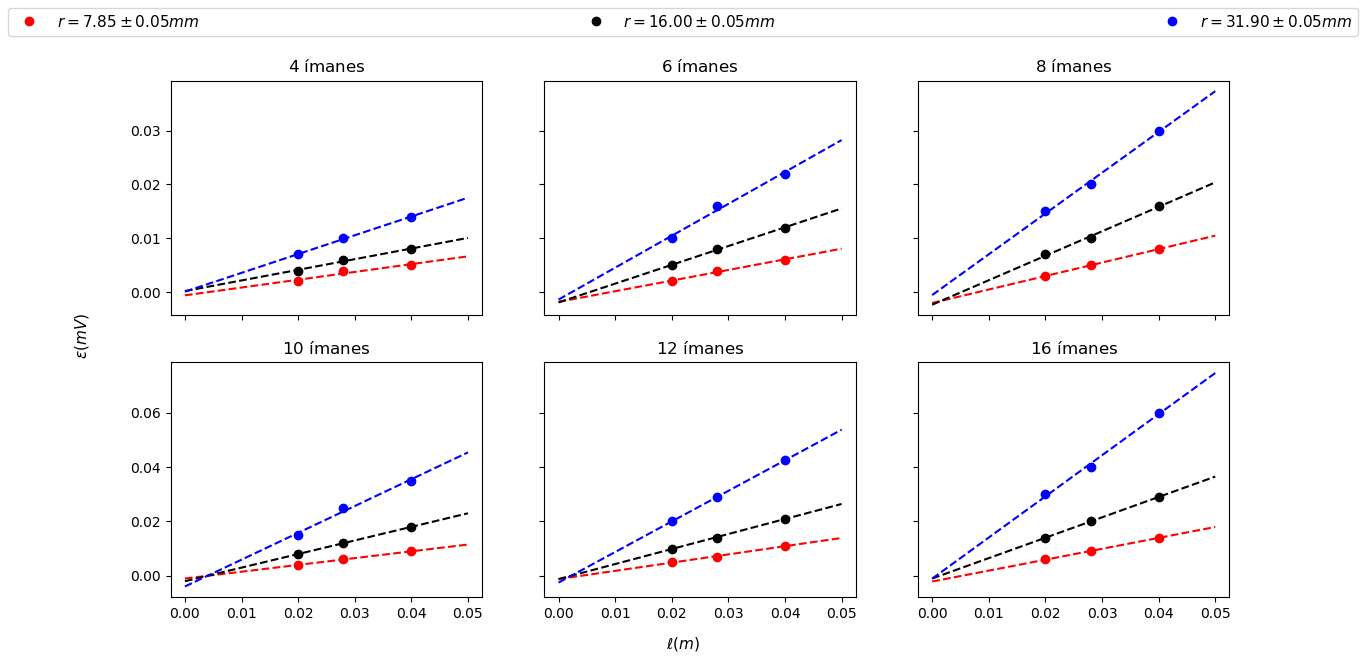 r = 7.85 ± 0.05mm r = 16.00 ± 0.05mm r = 31.90 ± 0.05mm
4 ímanes 6 ímanes 8 ímanes
0.03
0.02
0.01
0.00
ε(mV)
10 ímanes 12 ímanes 16 ímanes
0.06
0.04
0.02
0.00
0.00 0.01 0.02 0.03 0.04 0.05 0.00 0.01 0.02 0.03 0.04 0.05 0.00 0.01 0.02 0.03 0.04 0.05
ℓ(m)